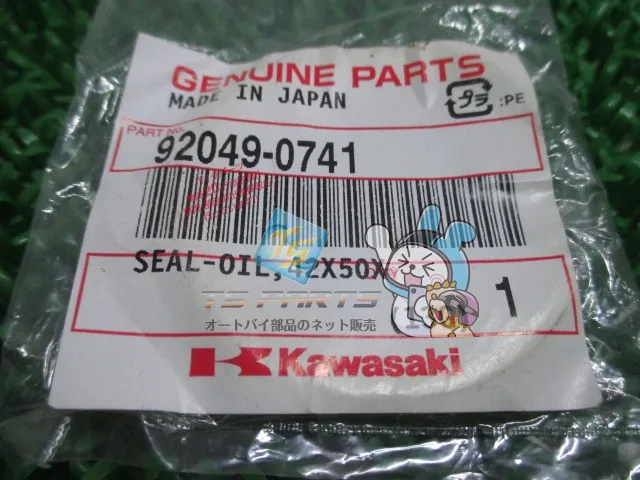 GENUINE PARTS
MADE IN JAPAN
プラ :PE
PART No.
92049-0741
SEAL-OIL,42X50X
TS PARTS
オートバイ部品のネット販売
1
Kawasaki